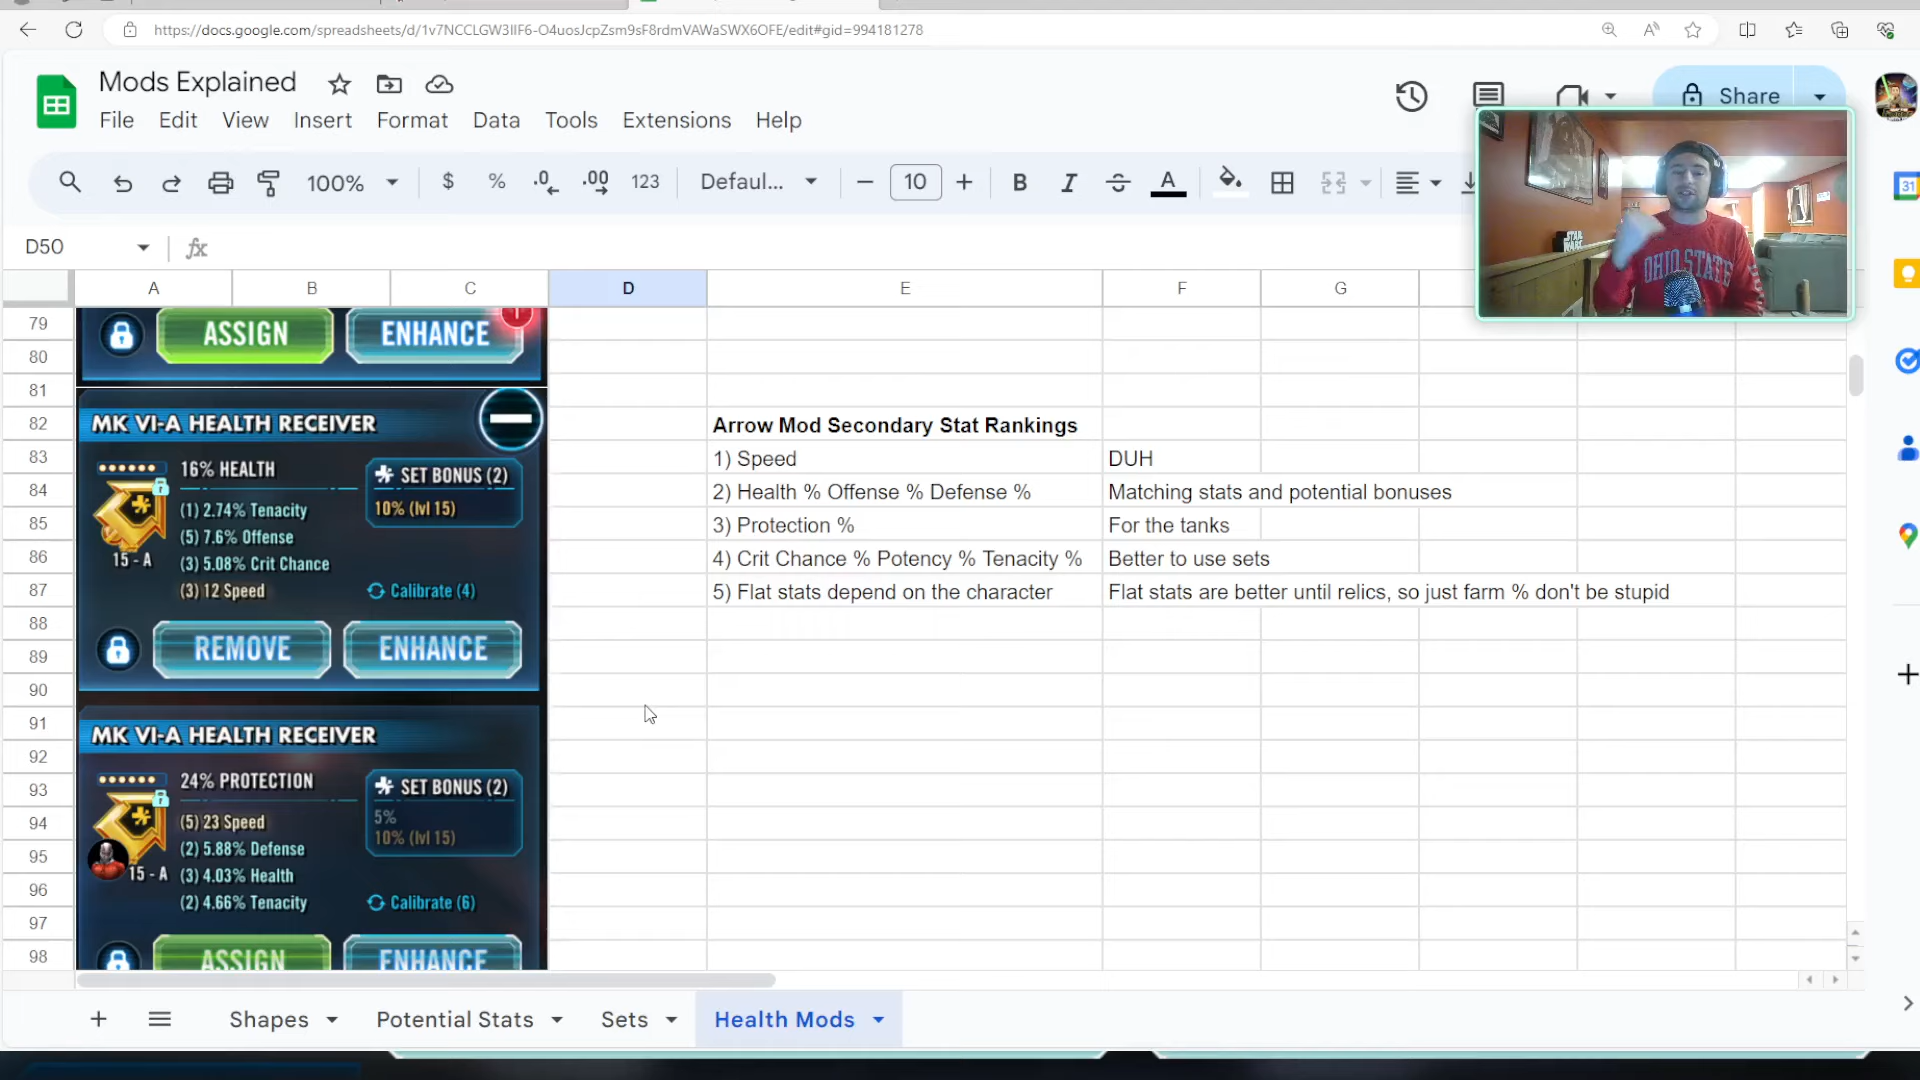 https://docs.google.com/spreadsheets/d/1v7NCCLGW3IIF6-O4uosJcpZsm9sF8rdmVAWaSWX6OFE/edit#gid=994181278
Mods Explained
Share
File Edit View Insert Format Data Tools Extensions Help
100% $ % .0 .00 123 Defaul... 10 B I S A
STAR WARS
OHIO STATE
31
D50 fx
A B C D E F G
79
ASSIGN ENHANCE
80
81
82 Arrow Mod Secondary Stat Rankings
MK VI-A HEALTH RECEIVER
83 1) Speed DUH
16% HEALTH SET BONUS (2)
84 2) Health % Offense % Defense % Matching stats and potential bonuses
(1) 2.74% Tenacity 10% (lvl 15)
85 3) Protection % For the tanks
(5) 7.6% Offense
86 4) Crit Chance % Potency % Tenacity % Better to use sets
15 - A (3) 5.08% Crit Chance
87 5) Flat stats depend on the character Flat stats are better until relics, so just farm % don't be stupid
(3) 12 Speed Calibrate (4)
88
89
REMOVE ENHANCE
90
91
MK VI-A HEALTH RECEIVER
92
93
24% PROTECTION SET BONUS (2)
94
(5) 23 Speed 5%
10% (lvl 15)
95
(2) 5.88% Defense
96
15 - A (3) 4.03% Health
97
(2) 4.66% Tenacity Calibrate (6)
98
ASSIGN ENHANCE
Shapes Potential Stats Sets Health Mods